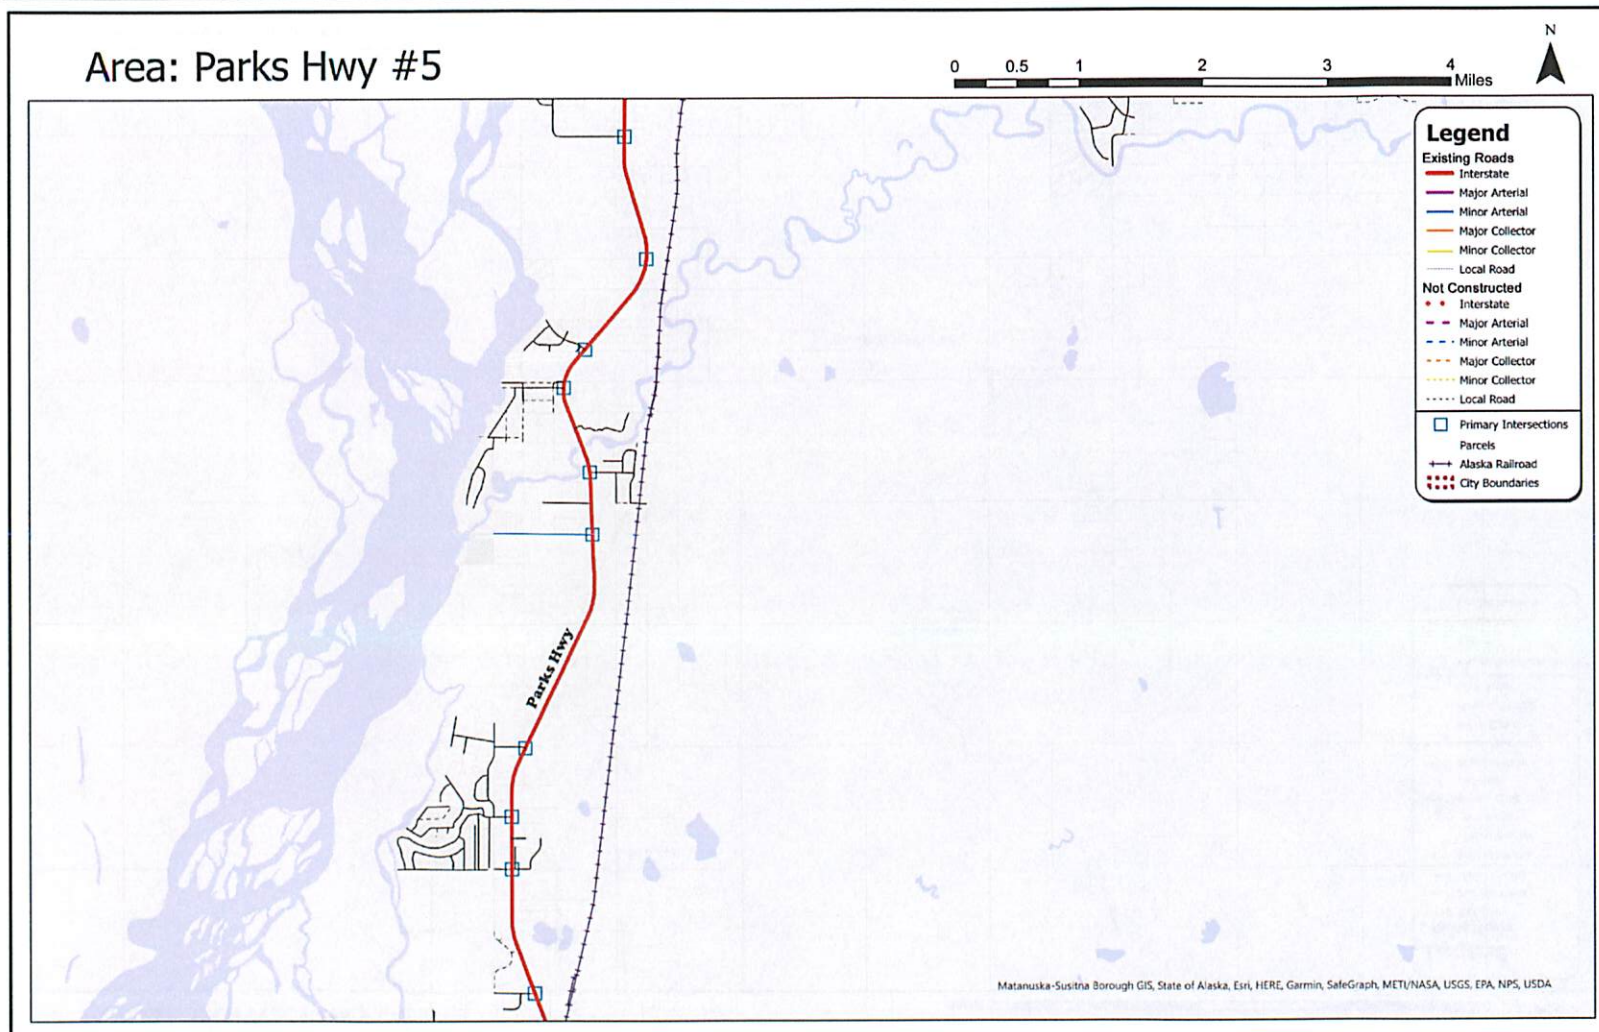 Area: Parks Hwy #5
N
0 0.5 1 2 3 4
Miles
Legend
Existing Roads
Interstate
Major Arterial
Minor Arterial
Major Collector
Minor Collector
Local Road
Not Constructed
Interstate
Major Arterial
Minor Arterial
Major Collector
Minor Collector
Local Road
Primary Intersections
Parcels
Alaska Railroad
City Boundaries
Parks Hwy
Matanuska-Susitna Borough GIS, State of Alaska, Esri, HERE, Garmin, SafeGraph, METI/NASA, USGS, EPA, NPS, USDA